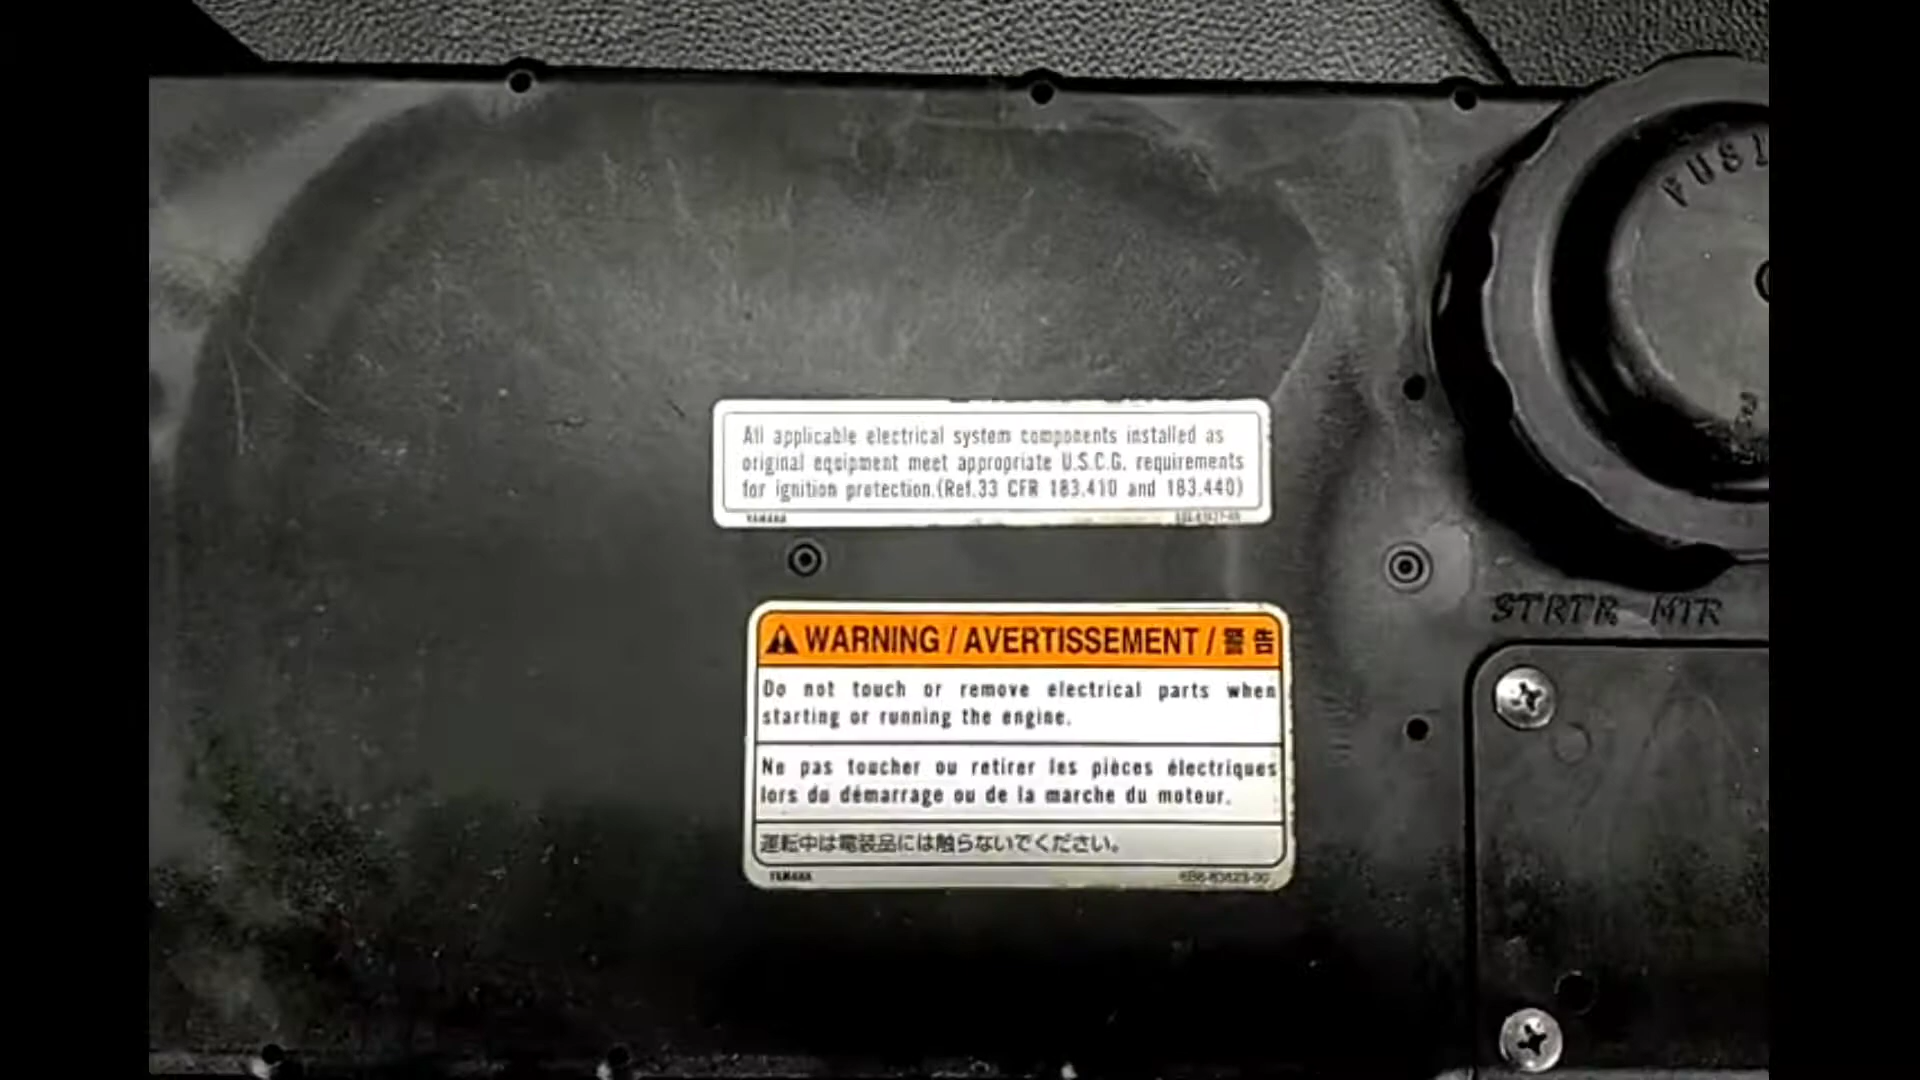 FUSI
All applicable electrical system components installed as
original equipment meet appropriate U.S.C.G. requirements
for ignition protection.(Ref.33 CFR 183.410 and 183.440)
YAMAHA
STRTR MTR
WARNING / AVERTISSEMENT / 警告
Do not touch or remove electrical parts when
starting or running the engine.
Ne pas toucher ou retirer les pièces électriques
lors du démarrage ou de la marche du moteur.
運転中は電装品には触らないでください。
YAMAHA